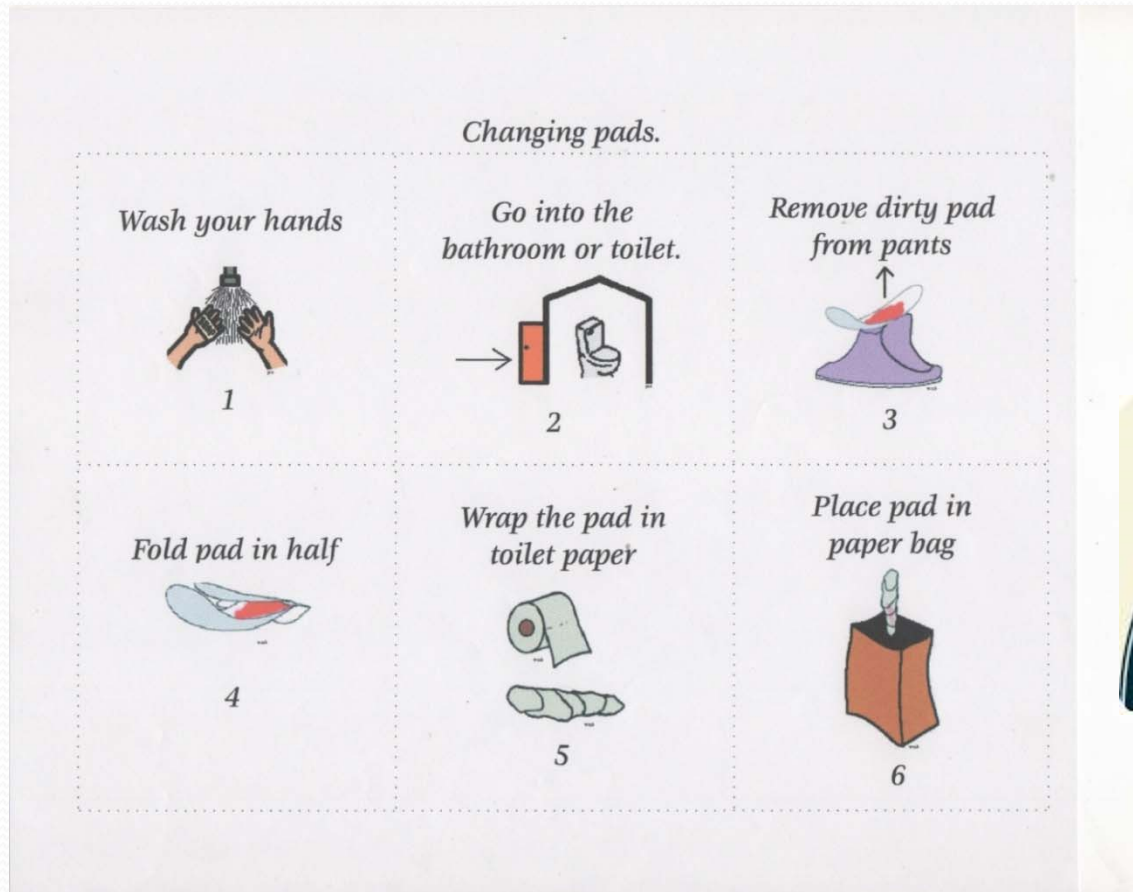 Changing pads.
Wash your hands
1
Go into the
bathroom or toilet.
2
Remove dirty pad
from pants
3
Fold pad in half
4
Wrap the pad in
toilet paper
5
Place pad in
paper bag
6